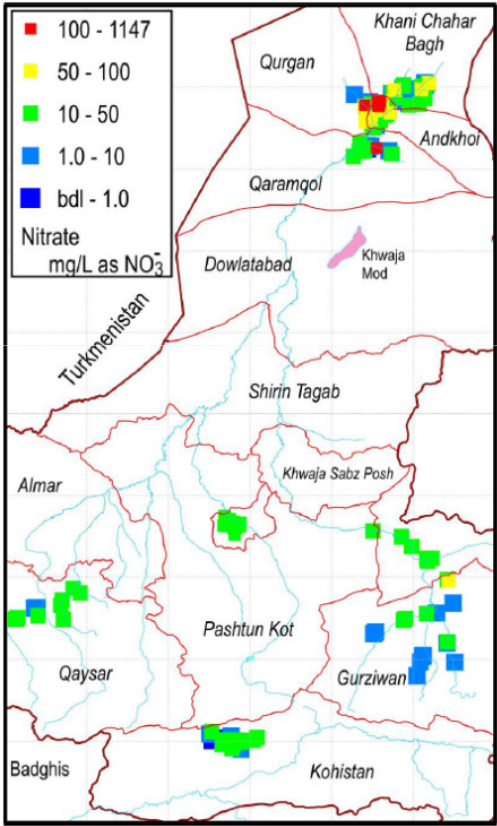 100 - 1147
50 - 100
10 - 50
1.0 - 10
bdl - 1.0
Nitrate
mg/L as NO₃⁻
Khani Chahar
Bagh
Qurgan
Andkhoi
Qaramqol
Khwaja
Mod
Dowlatabad
Turkmenistan
Shirin Tagab
Khwaja Sabz Posh
Almar
Pashtun Kot
Qaysar
Gurziwan
Badghis
Kohistan